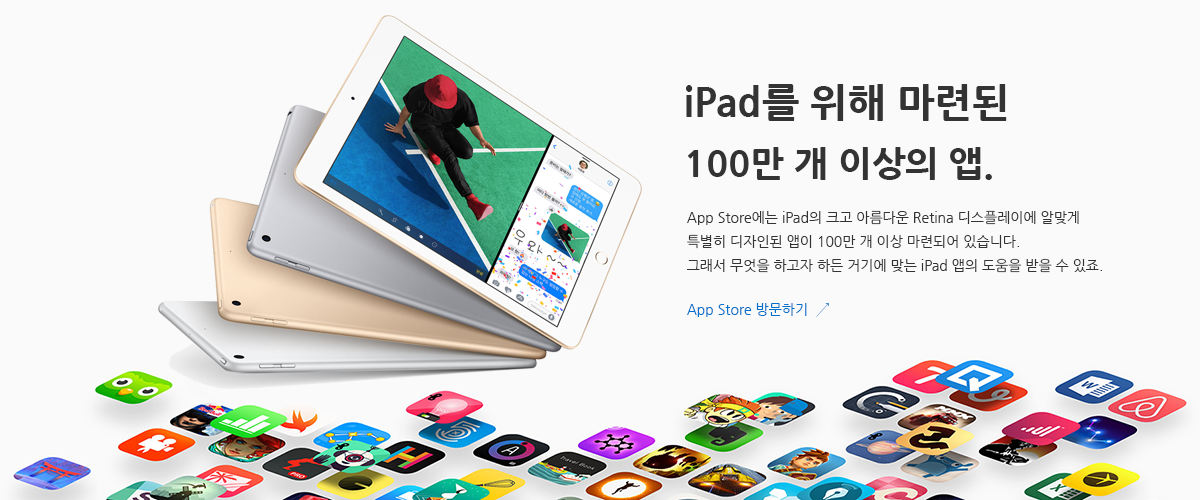 iPad를 위해 마련된
100만 개 이상의 앱.
App Store에는 iPad의 크고 아름다운 Retina 디스플레이에 알맞게
특별히 디자인된 앱이 100만 개 이상 마련되어 있습니다.
그래서 무엇을 하고자 하든 거기에 맞는 iPad 앱의 도움을 받을 수 있죠.
App Store 방문하기
우와~~
Travel Book
PRO